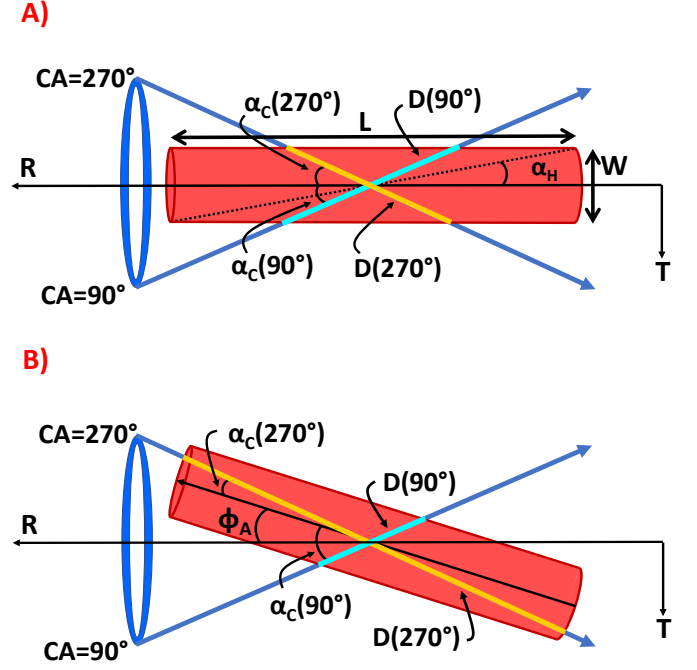 A)
CA=270°
α_C(270°)
D(90°)
L
R
α_H
W
α_C(90°)
D(270°)
CA=90°
T
B)
CA=270°
α_C(270°)
D(90°)
R
ϕ_A
α_C(90°)
D(270°)
CA=90°
T